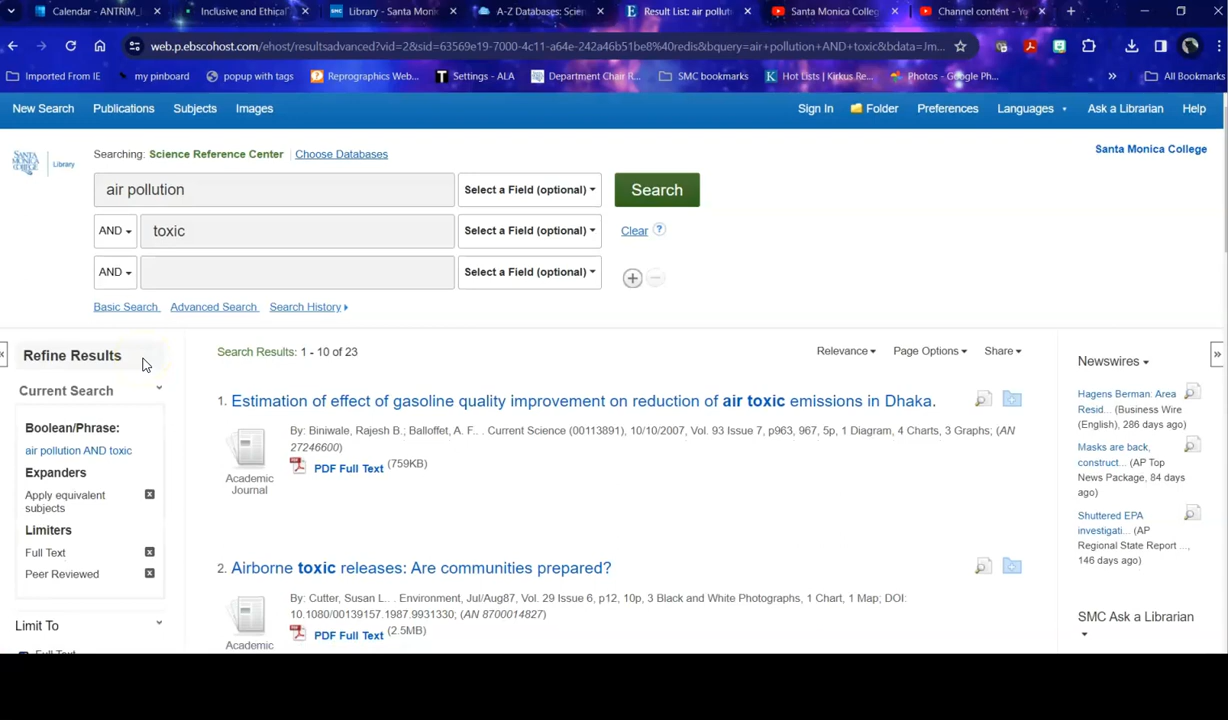 Calendar - ANTRIM_
Inclusive and Ethical
SMC Library - Santa Moni
A-Z Databases: Scien
Result List: air pollut
Santa Monica Colleg
Channel content - Yo
web.p.ebscohost.com/ehost/resultsadvanced?vid=2&sid=63569e19-7000-4c11-a64e-242a46b51be8%40redis&bquery=air+pollution+AND+toxic&bdata=Jm...
Imported From IE
my pinboard
popup with tags
Reprographics Web...
Settings - ALA
Department Chair R...
SMC bookmarks
Hot Lists | Kirkus Re...
Photos - Google Ph...
»
All Bookmarks
New Search Publications Subjects Images
Sign In Folder Preferences Languages Ask a Librarian Help
SANTA MONICA COLLEGE Library
Searching: Science Reference Center Choose Databases
Santa Monica College
air pollution Select a Field (optional) Search
AND toxic Select a Field (optional) Clear ?
AND Select a Field (optional) + −
Basic Search Advanced Search Search History
Refine Results
Current Search
Boolean/Phrase:
air pollution AND toxic
Expanders
Apply equivalent
subjects
Limiters
Full Text
Peer Reviewed
Limit To
Full Text
Search Results: 1 - 10 of 23
Relevance Page Options Share
1. Estimation of effect of gasoline quality improvement on reduction of air toxic emissions in Dhaka.
By: Biniwale, Rajesh B.; Balloffet, A. F.. . Current Science (00113891), 10/10/2007, Vol. 93 Issue 7, p963, 967, 5p, 1 Diagram, 4 Charts, 3 Graphs; (AN
27246600)
PDF Full Text (759KB)
Academic
Journal
2. Airborne toxic releases: Are communities prepared?
By: Cutter, Susan L.. . Environment, Jul/Aug87, Vol. 29 Issue 6, p12, 10p, 3 Black and White Photographs, 1 Chart, 1 Map; DOI:
10.1080/00139157.1987.9931330; (AN 8700014827)
PDF Full Text (2.5MB)
Academic
«
»
Newswires
Hagens Berman: Area
Resid... (Business Wire
(English), 286 days ago)
Masks are back,
construct... (AP Top
News Package, 84 days
ago)
Shuttered EPA
investigati... (AP
Regional State Report ...,
146 days ago)
SMC Ask a Librarian